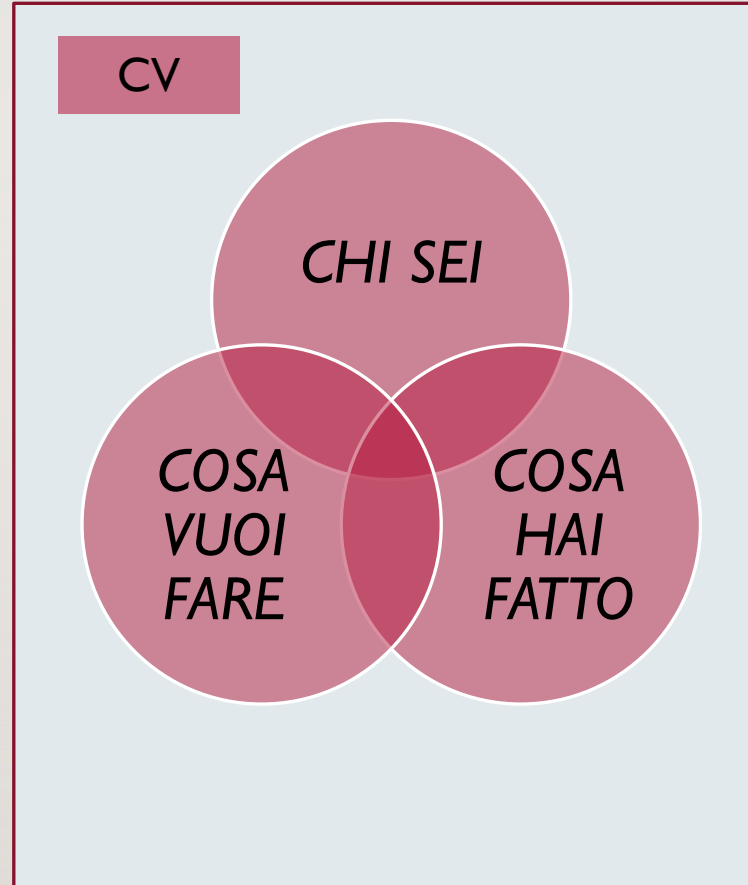 CV
CHI SEI
COSA
VUOI
FARE
COSA
HAI
FATTO